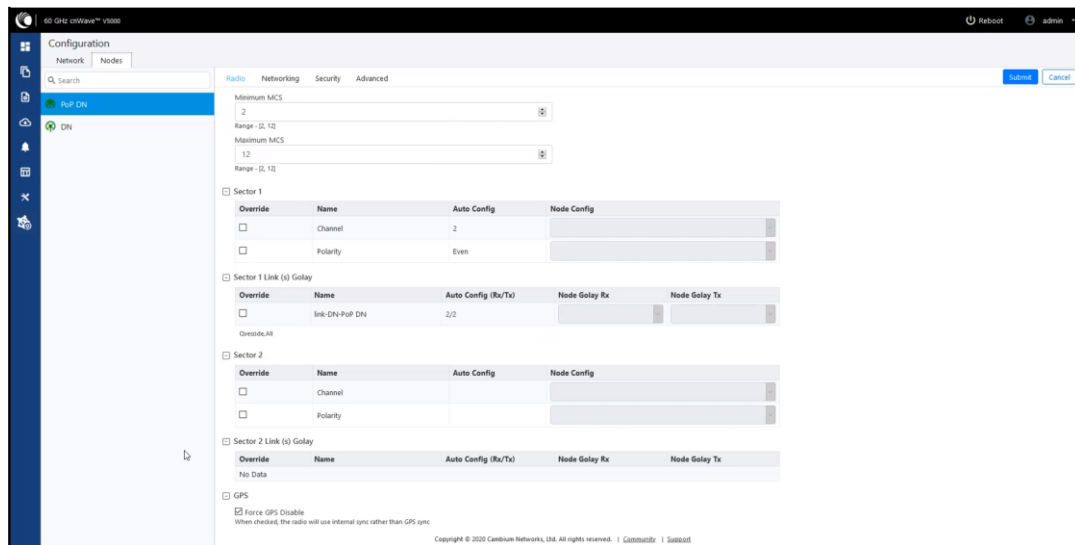 60 GHz cnWave™ V5000
Reboot
admin
Configuration
Network Nodes
Search
PoP DN
DN
Radio Networking Security Advanced
Submit Cancel
Minimum MCS
2
Range - [2, 12]
Maximum MCS
12
Range - [2, 12]
Sector 1
Override Name Auto Config Node Config
Channel 2
Polarity Even
Sector 1 Link (s) Golay
Override Name Auto Config (Rx/Tx) Node Golay Rx Node Golay Tx
link-DN-PoP DN 2/2
Override All
Sector 2
Override Name Auto Config Node Config
Channel
Polarity
Sector 2 Link (s) Golay
Override Name Auto Config (Rx/Tx) Node Golay Rx Node Golay Tx
No Data
GPS
Force GPS Disable
When checked, the radio will use internal sync rather than GPS sync
Copyright © 2020 Cambium Networks, Ltd. All rights reserved. | Community | Support